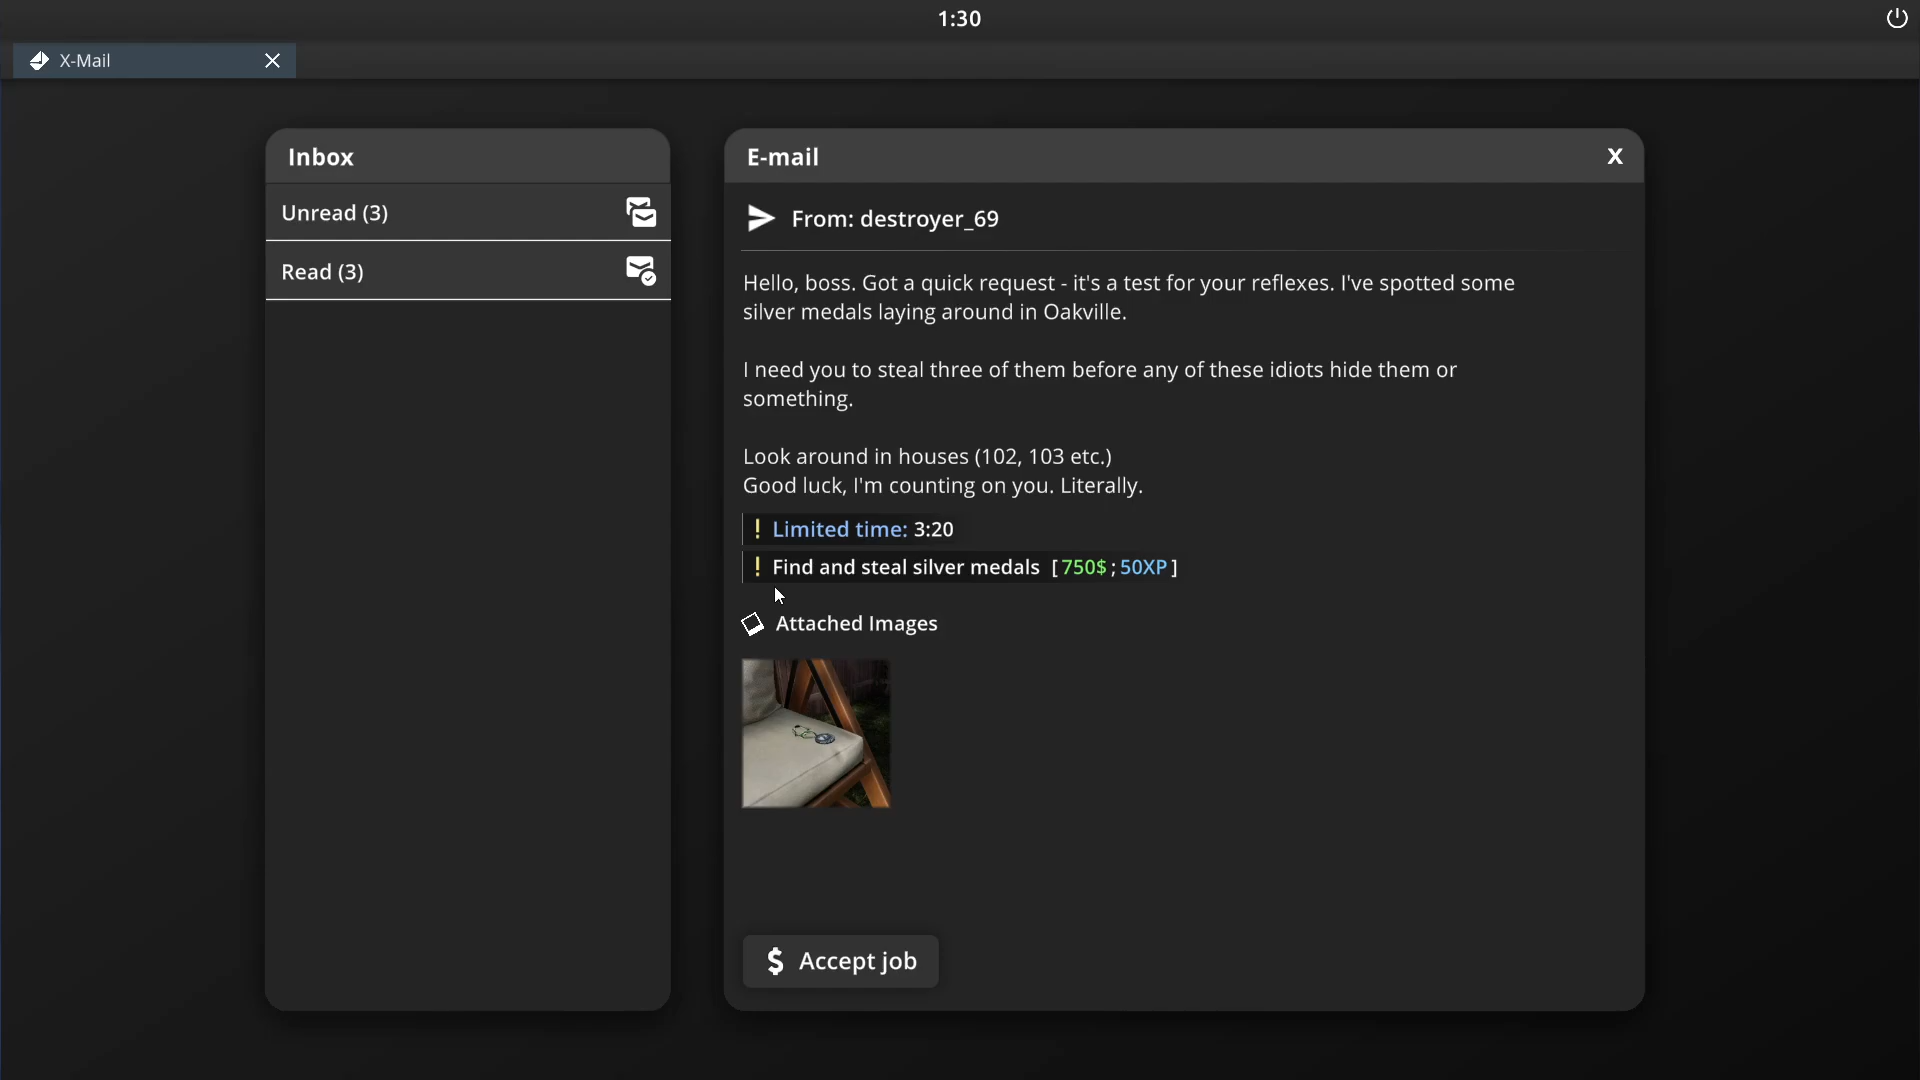 1:30
X-Mail
Inbox
Unread (3)
Read (3)
E-mail
X
From: destroyer_69
Hello, boss. Got a quick request - it's a test for your reflexes. I've spotted some
silver medals laying around in Oakville.
I need you to steal three of them before any of these idiots hide them or
something.
Look around in houses (102, 103 etc.)
Good luck, I'm counting on you. Literally.
! Limited time: 3:20
! Find and steal silver medals [750$;50XP]
Attached Images
$ Accept job